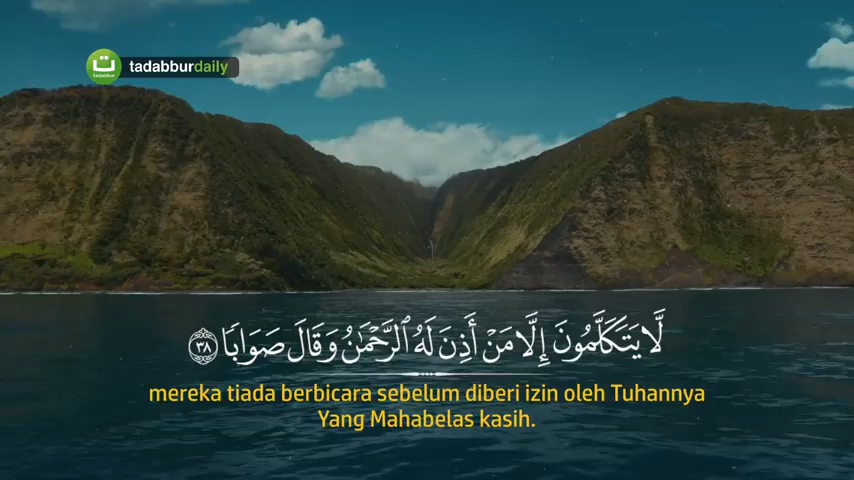 tadabburdaily
لَّا يَتَكَلَّمُونَ إِلَّا مَنْ أَذِنَ لَهُ ٱلرَّحْمَٰنُ وَقَالَ صَوَابًا ٣٨
mereka tiada berbicara sebelum diberi izin oleh Tuhannya
Yang Mahabelas kasih.